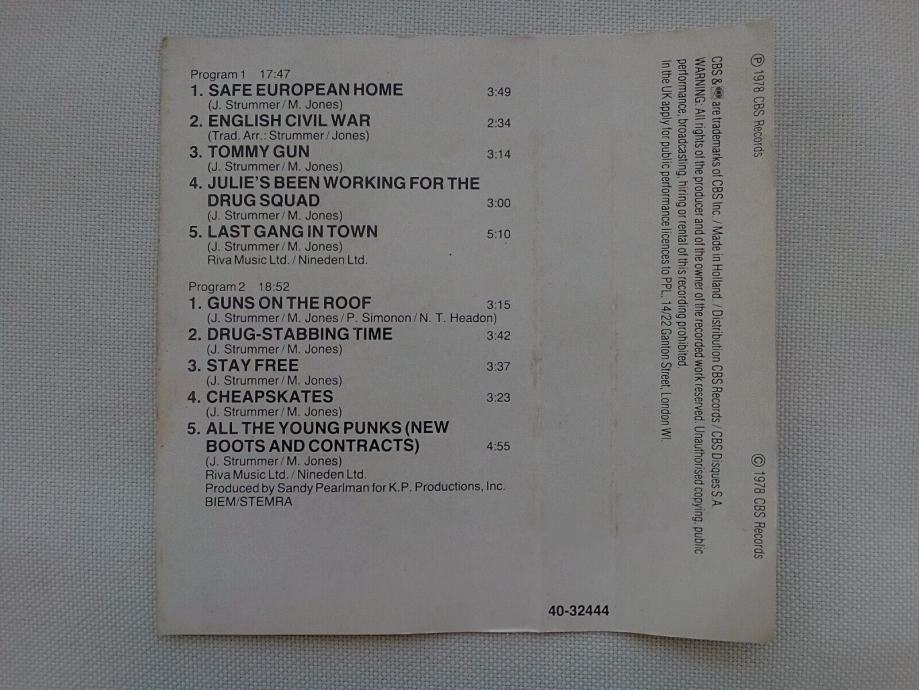 Program 1 17:47
1. SAFE EUROPEAN HOME 3:49
(J. Strummer / M. Jones)
2. ENGLISH CIVIL WAR 2:34
(Trad. Arr.: Strummer / Jones)
3. TOMMY GUN 3:14
(J. Strummer / M. Jones)
4. JULIE'S BEEN WORKING FOR THE
DRUG SQUAD 3:00
(J. Strummer / M. Jones)
5. LAST GANG IN TOWN 5:10
(J. Strummer / M. Jones)
Riva Music Ltd. / Nineden Ltd.
Program 2 18:52
1. GUNS ON THE ROOF 3:15
(J. Strummer / M. Jones / P. Simonon / N. T. Headon)
2. DRUG-STABBING TIME 3:42
(J. Strummer / M. Jones)
3. STAY FREE 3:37
(J. Strummer / M. Jones)
4. CHEAPSKATES 3:23
(J. Strummer / M. Jones)
5. ALL THE YOUNG PUNKS (NEW
BOOTS AND CONTRACTS) 4:55
(J. Strummer / M. Jones)
Riva Music Ltd. / Nineden Ltd.
Produced by Sandy Pearlman for K.P. Productions, Inc.
BIEM/STEMRA
40-32444
Ⓟ 1978 CBS Records © 1978 CBS Records
CBS & are trademarks of CBS Inc. / Made in Holland / Distribution CBS Records / CBS Disques S.A.
WARNING: All rights of the producer and of the owner of the recorded work reserved. Unauthorised copying, public
performance, broadcasting, hiring or rental of this recording prohibited.
In the UK apply for public performance licences to PPL, 14/22 Ganton Street, London WI.